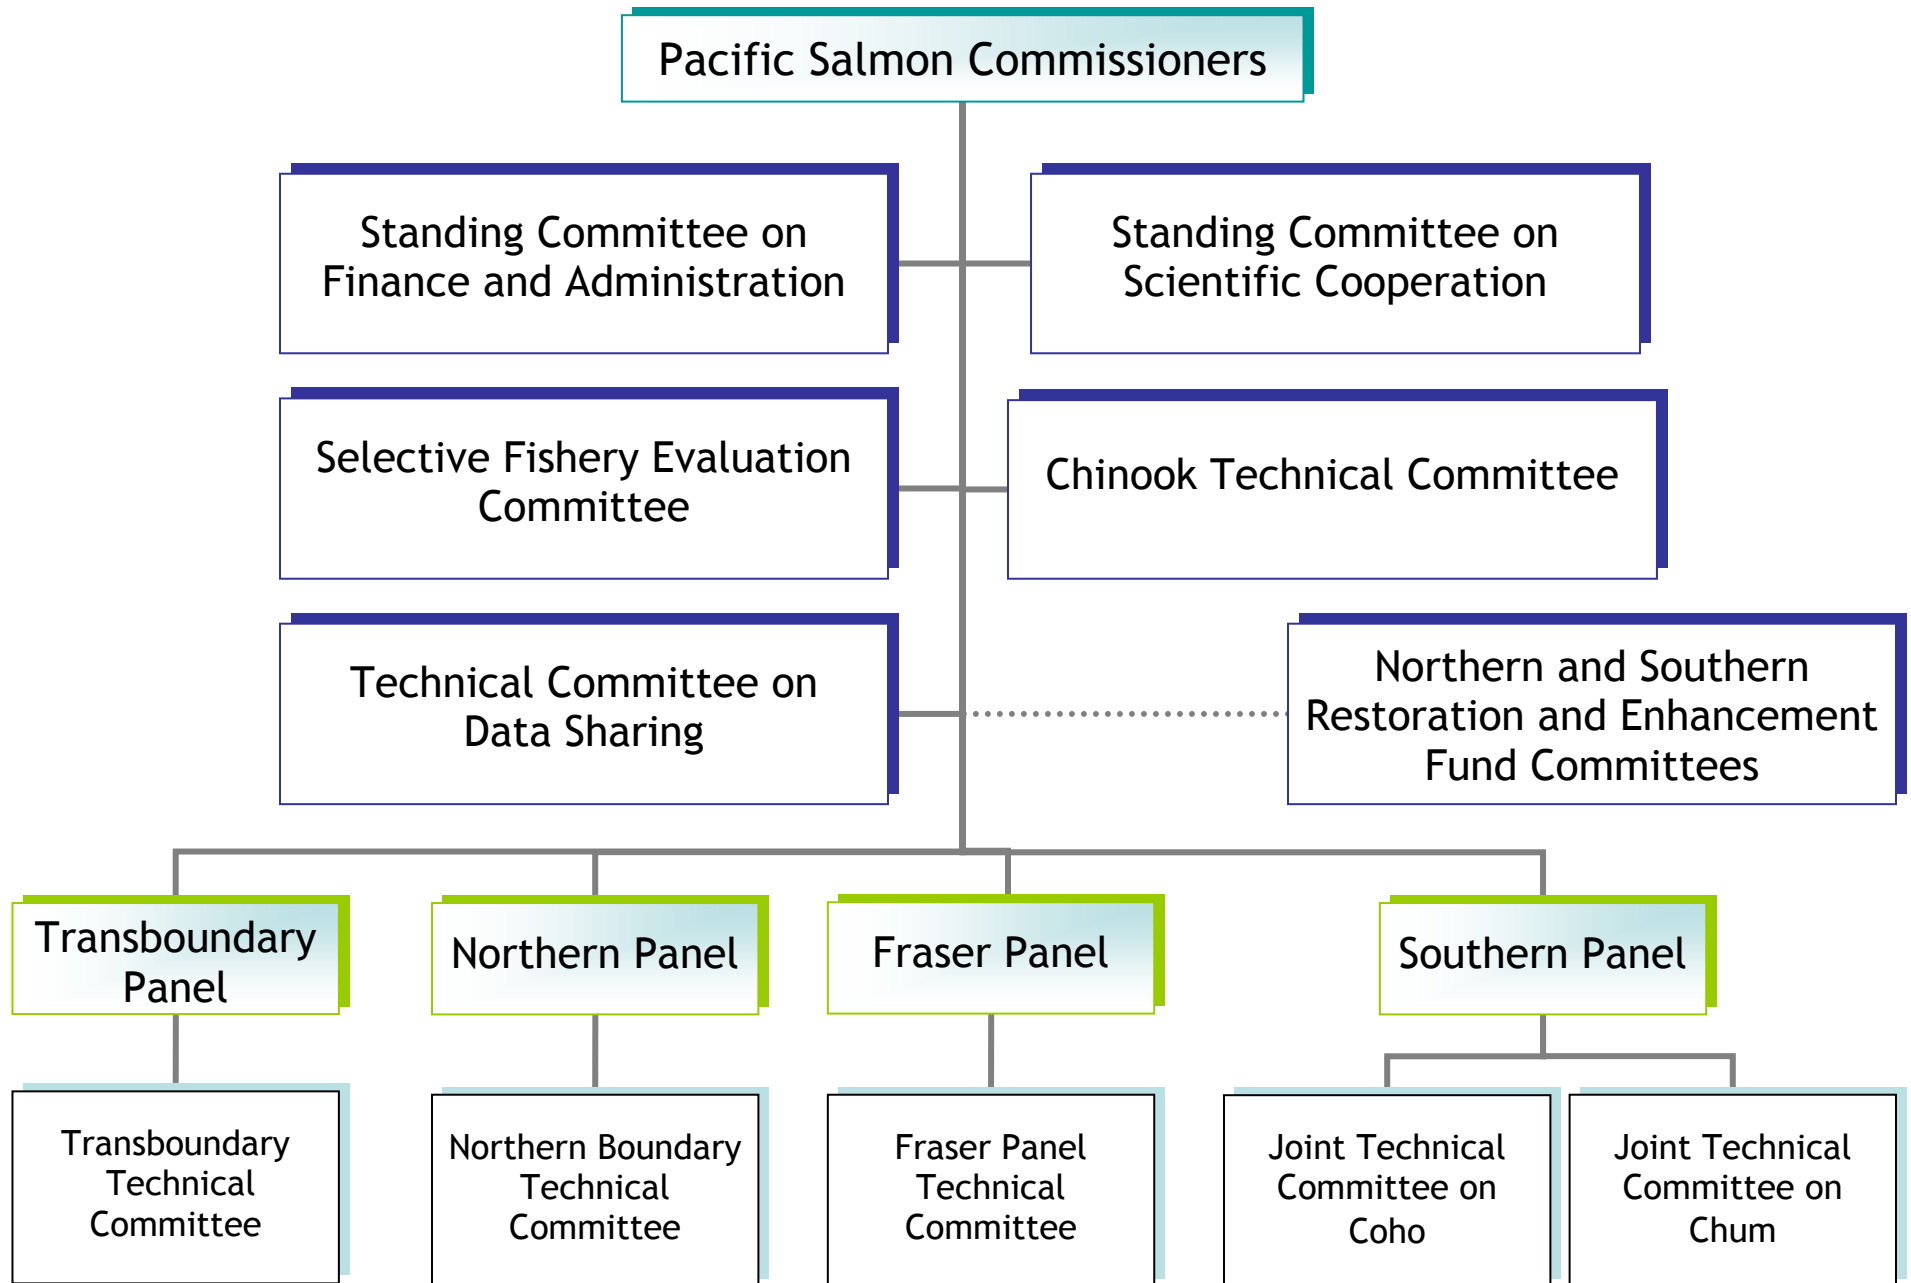 Pacific Salmon Commissioners
Standing Committee on
Finance and Administration
Standing Committee on
Scientific Cooperation
Selective Fishery Evaluation
Committee
Chinook Technical Committee
Technical Committee on
Data Sharing
Northern and Southern
Restoration and Enhancement
Fund Committees
Transboundary
Panel
Northern Panel
Fraser Panel
Southern Panel
Transboundary
Technical
Committee
Northern Boundary
Technical
Committee
Fraser Panel
Technical
Committee
Joint Technical
Committee on
Coho
Joint Technical
Committee on
Chum